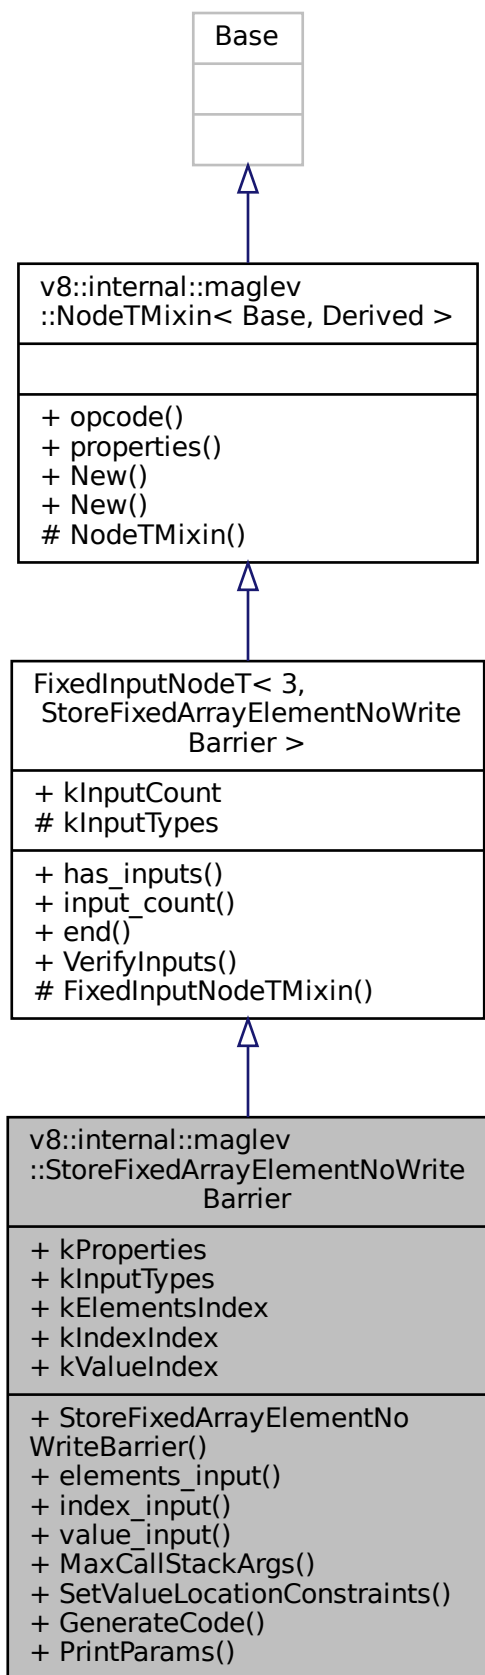 Base
v8::internal::maglev
::NodeTMixin< Base, Derived >
+ opcode()
+ properties()
+ New()
+ New()
# NodeTMixin()
FixedInputNodeT< 3,
StoreFixedArrayElementNoWrite
Barrier >
+ kInputCount
# kInputTypes
+ has_inputs()
+ input_count()
+ end()
+ VerifyInputs()
# FixedInputNodeTMixin()
v8::internal::maglev
::StoreFixedArrayElementNoWrite
Barrier
+ kProperties
+ kInputTypes
+ kElementsIndex
+ kIndexIndex
+ kValueIndex
+ StoreFixedArrayElementNo
WriteBarrier()
+ elements_input()
+ index_input()
+ value_input()
+ MaxCallStackArgs()
+ SetValueLocationConstraints()
+ GenerateCode()
+ PrintParams()